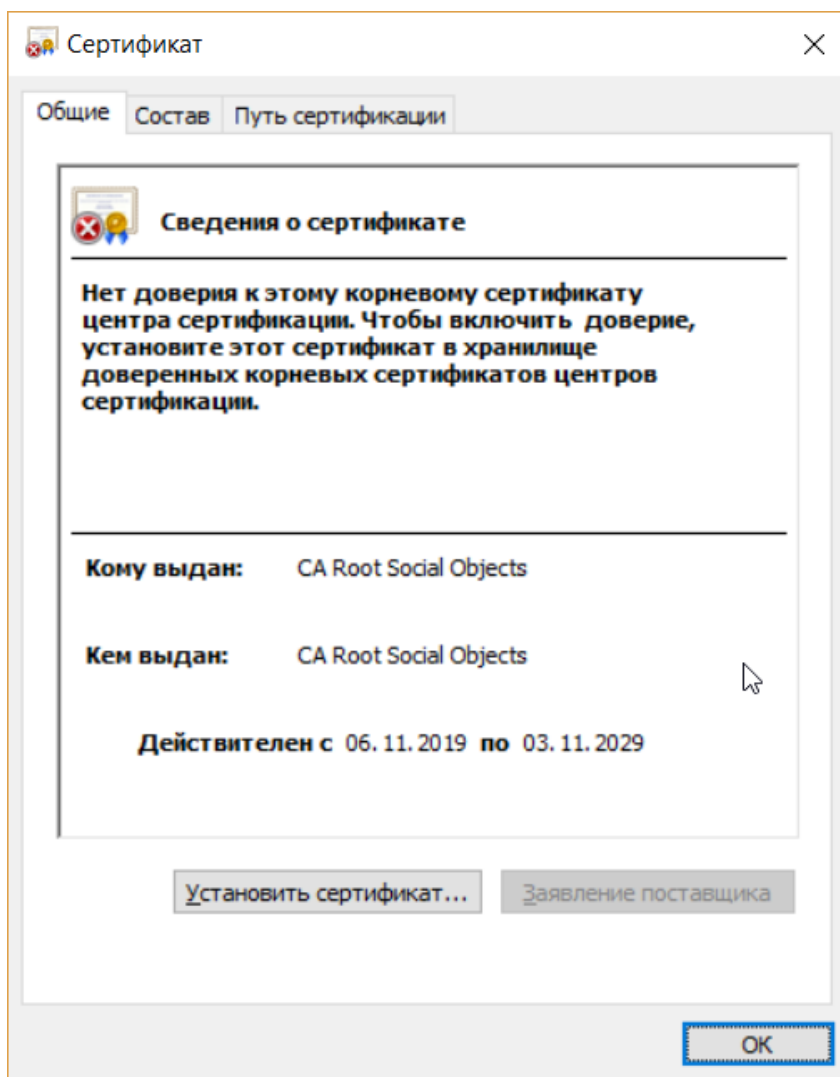 Сертификат
Общие Состав Путь сертификации
Сведения о сертификате
Нет доверия к этому корневому сертификату
центра сертификации. Чтобы включить доверие,
установите этот сертификат в хранилище
доверенных корневых сертификатов центров
сертификации.
Кому выдан: CA Root Social Objects
Кем выдан: CA Root Social Objects
Действителен с 06.11.2019 по 03.11.2029
Установить сертификат... Заявление поставщика
ОК